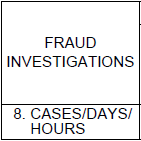 FRAUD
INVESTIGATIONS
8. CASES/DAYS/
HOURS